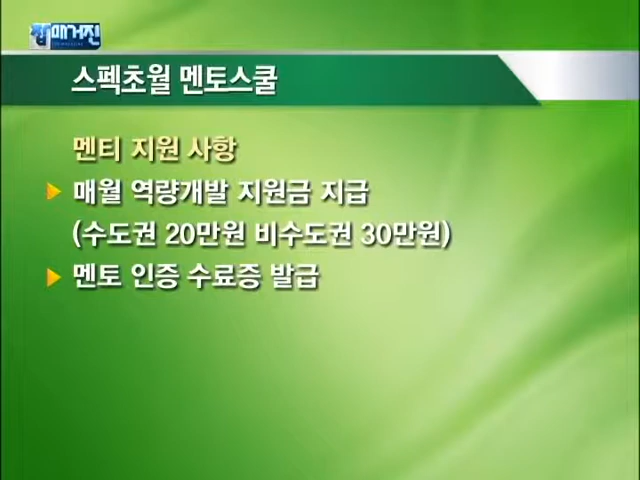 잡매거진
스펙초월 멘토스쿨
멘티 지원 사항
매월 역량개발 지원금 지급
(수도권 20만원 비수도권 30만원)
멘토 인증 수료증 발급